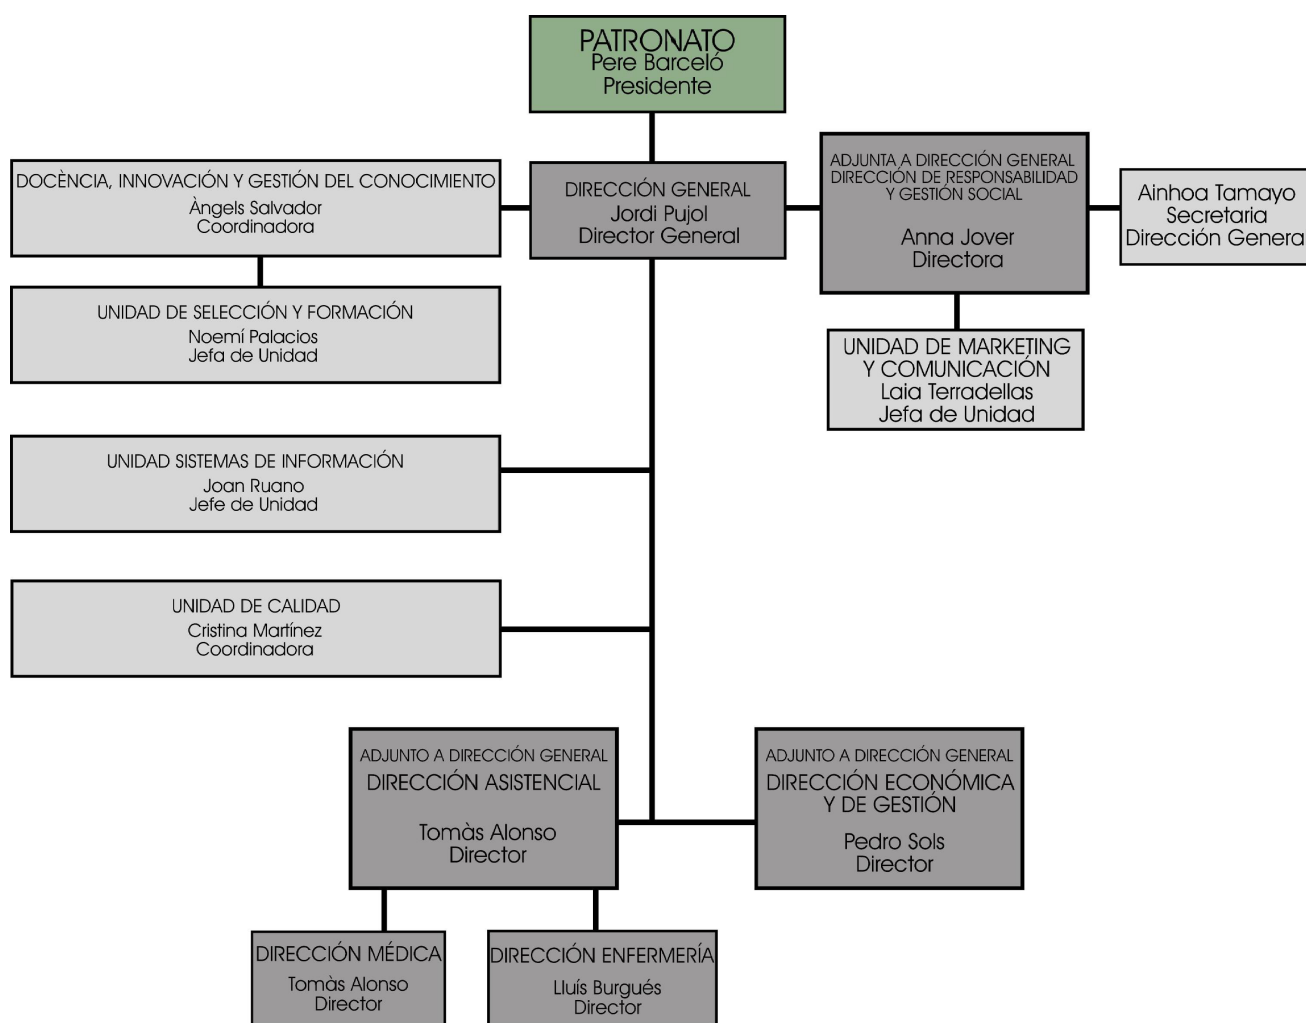 PATRONATO
Pere Barceló
Presidente
DOCÈNCIA, INNOVACIÓN Y GESTIÓN DEL CONOCIMIENTO
Àngels Salvador
Coordinadora
DIRECCIÓN GENERAL
Jordi Pujol
Director General
ADJUNTA A DIRECCIÓN GENERAL
DIRECCIÓN DE RESPONSABILIDAD
Y GESTIÓN SOCIAL
Anna Jover
Directora
Ainhoa Tamayo
Secretaria
Dirección Genera
UNIDAD DE SELECCIÓN Y FORMACIÓN
Noemí Palacios
Jefa de Unidad
UNIDAD DE MARKETING
Y COMUNICACIÓN
Laia Terradellas
Jefa de Unidad
UNIDAD SISTEMAS DE INFORMACIÓN
Joan Ruano
Jefe de Unidad
UNIDAD DE CALIDAD
Cristina Martínez
Coordinadora
ADJUNTO A DIRECCIÓN GENERAL
DIRECCIÓN ASISTENCIAL
Tomàs Alonso
Director
ADJUNTO A DIRECCIÓN GENERAL
DIRECCIÓN ECONÓMICA
Y DE GESTIÓN
Pedro Sols
Director
DIRECCIÓN MÉDICA
Tomàs Alonso
Director
DIRECCIÓN ENFERMERÍA
Lluís Burgués
Director